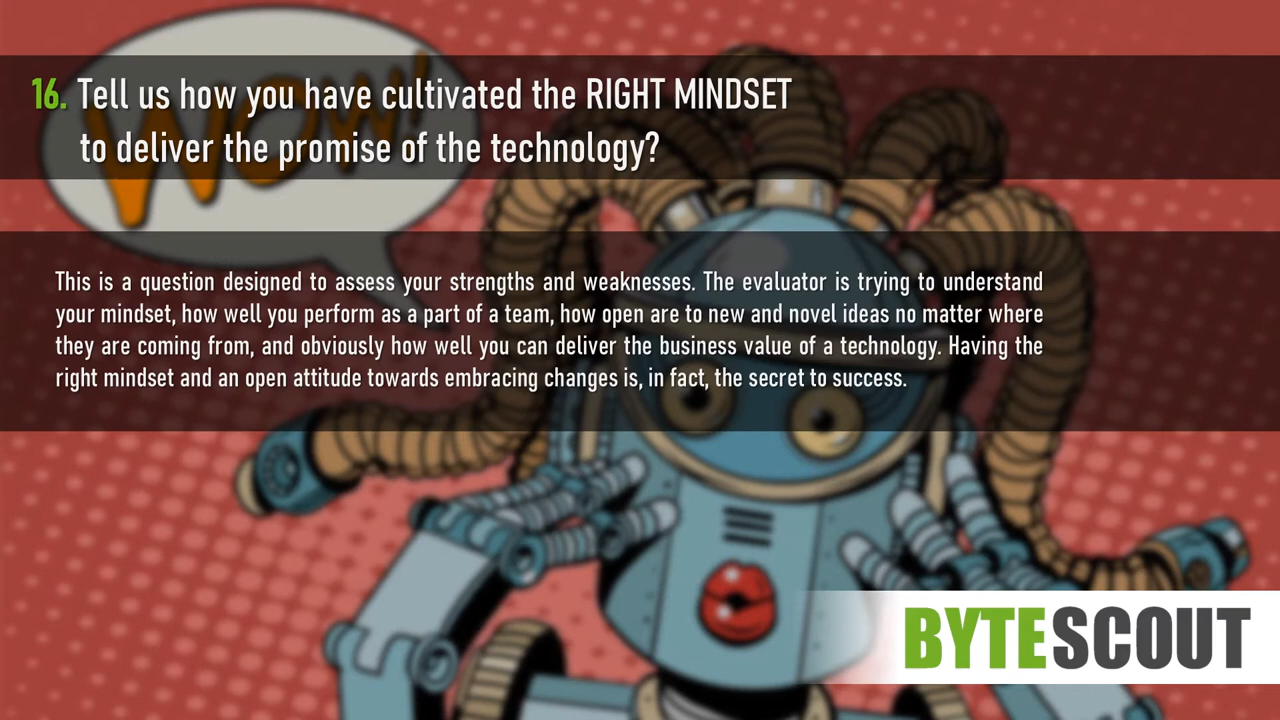 WOW!
16. Tell us how you have cultivated the RIGHT MINDSET
to deliver the promise of the technology?
This is a question designed to assess your strengths and weaknesses. The evaluator is trying to understand
your mindset, how well you perform as a part of a team, how open are to new and novel ideas no matter where
they are coming from, and obviously how well you can deliver the business value of a technology. Having the
right mindset and an open attitude towards embracing changes is, in fact, the secret to success.
BYTESCOUT